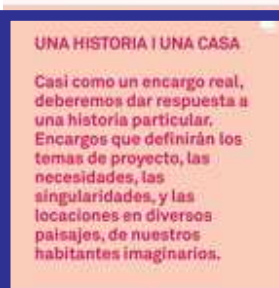 UNA HISTORIA I UNA CASA
Casi como un encargo real,
deberemos dar respuesta a
una historia particular.
Encargos que definirán los
temas de proyecto, las
necesidades, las
singularidades, y las
locaciones en diversos
paisajes, de nuestros
habitantes imaginarios.